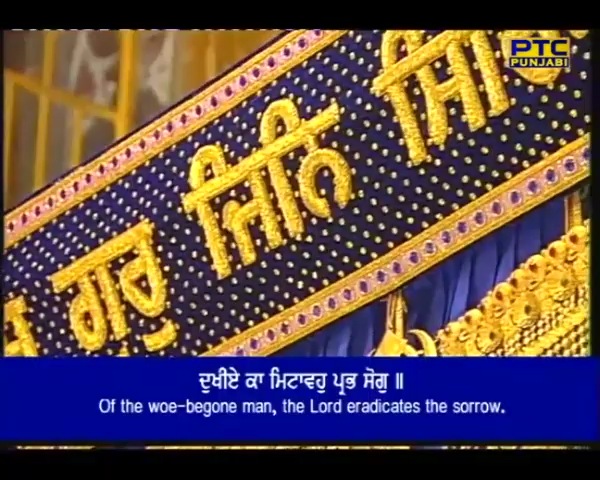 PTC
PUNJABI
ਗੁਰੁ ਜਿਨਿ ਸਿਰਿ
ਦੁਖੀਏ ਕਾ ਮਿਟਾਵਹੁ ਪ੍ਰਭ ਸੋਗੁ ॥
Of the woe-begone man, the Lord eradicates the sorrow.